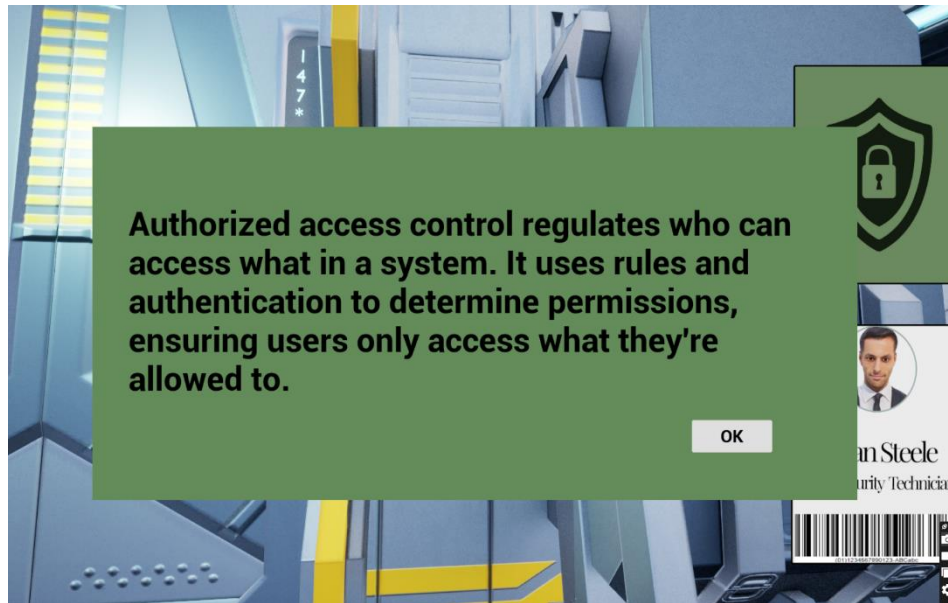 1
4
7
*
Authorized access control regulates who can
access what in a system. It uses rules and
authentication to determine permissions,
ensuring users only access what they're
allowed to.
OK
an Steele
urity Technicia